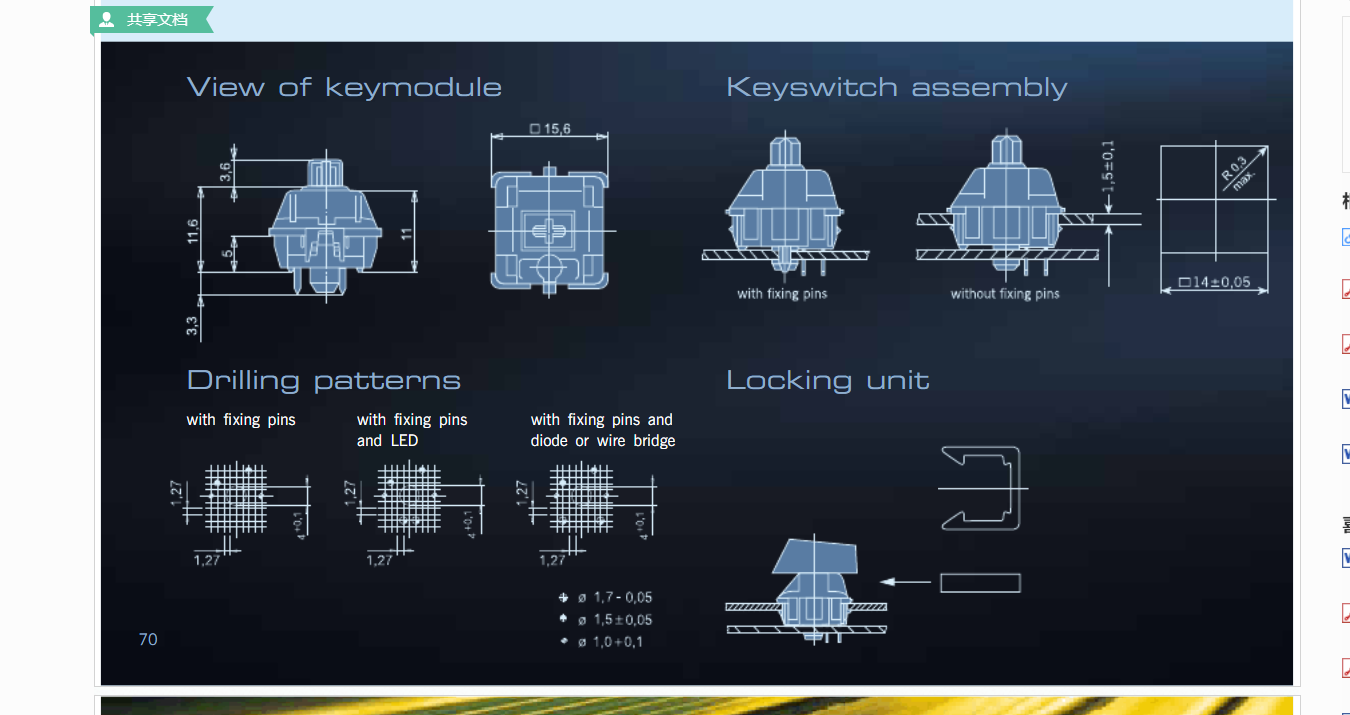 共享文档
View of keymodule
Keyswitch assembly
□ 15,6
3,6
11,6
5
11
3,3
1,5±0,1
R 0,3
max.
□14±0,05
with fixing pins
without fixing pins
Drilling patterns
Locking unit
with fixing pins
with fixing pins
and LED
with fixing pins and
diode or wire bridge
1,27
4+0,1
1,27
1,27
4+0,1
1,27
1,27
4+0,1
1,27
ø 1,7 - 0,05
ø 1,5±0,05
ø 1,0+0,1
70